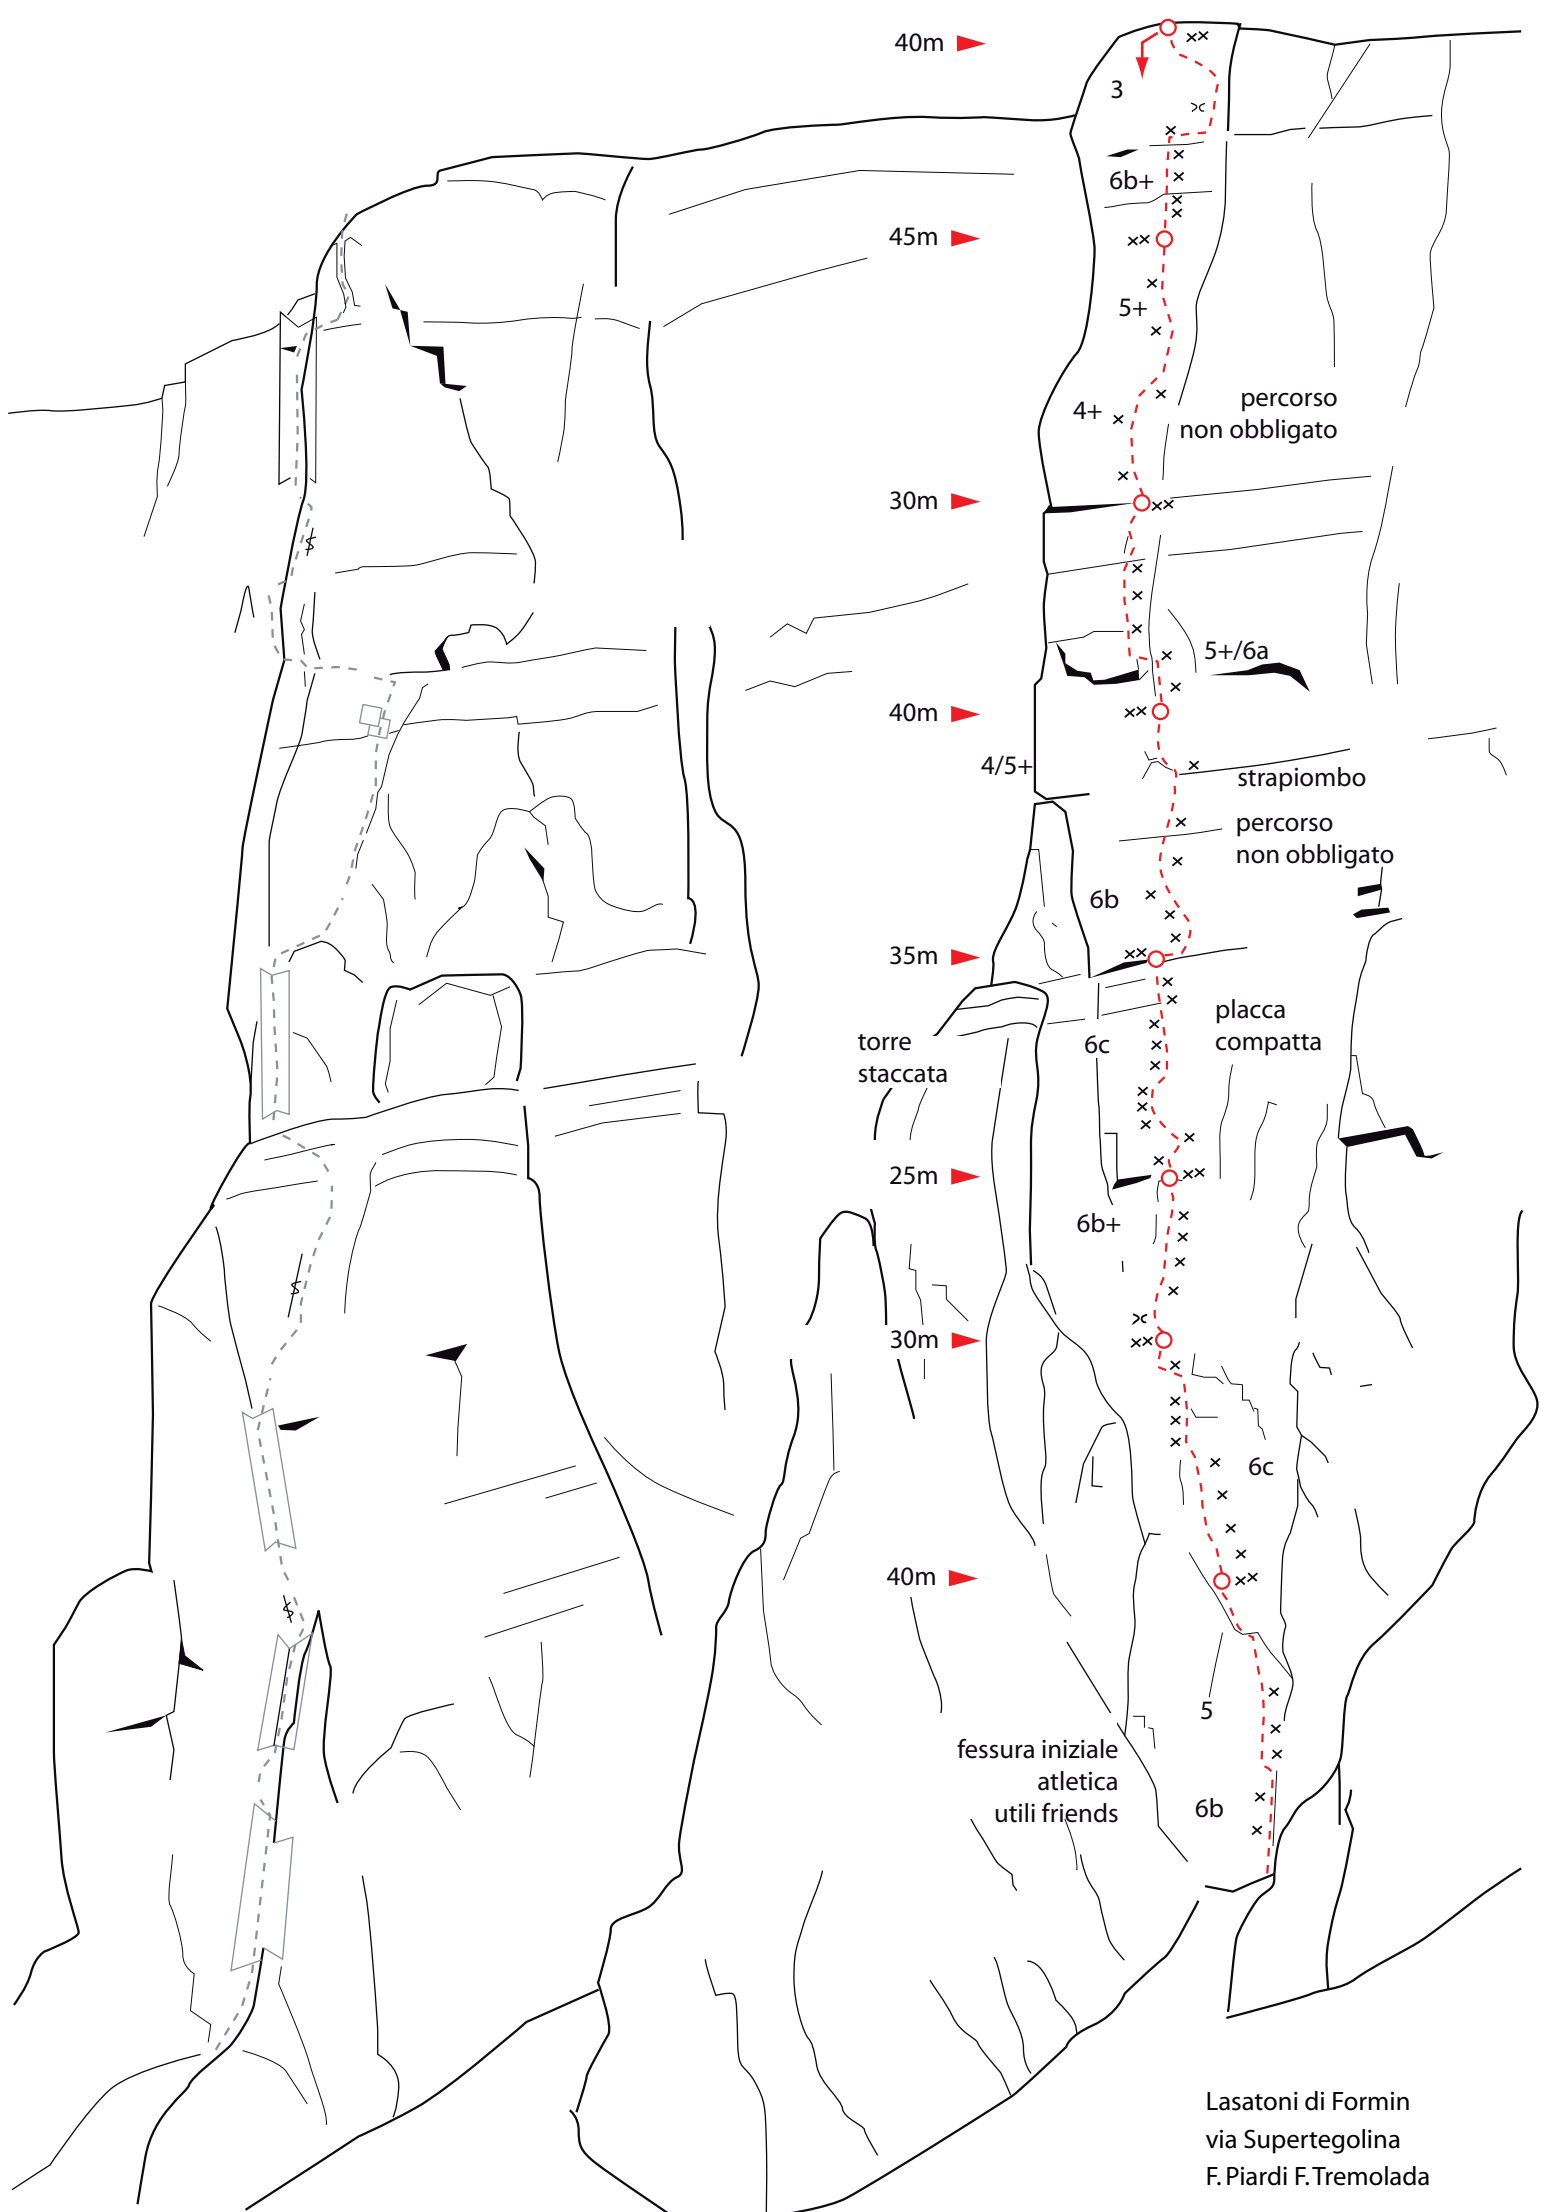 40m
3
6b+
45m
5+
percorso
non obbligato
4+
30m
5+/6a
40m
4/5+
strapiombo
percorso
non obbligato
6b
35m
placca
compatta
torre
staccata
6c
25m
6b+
30m
6c
40m
5
fessura iniziale
atletica
utili friends
6b
Lasatoni di Formin
via Supertegolina
F. Piardi F. Tremolada